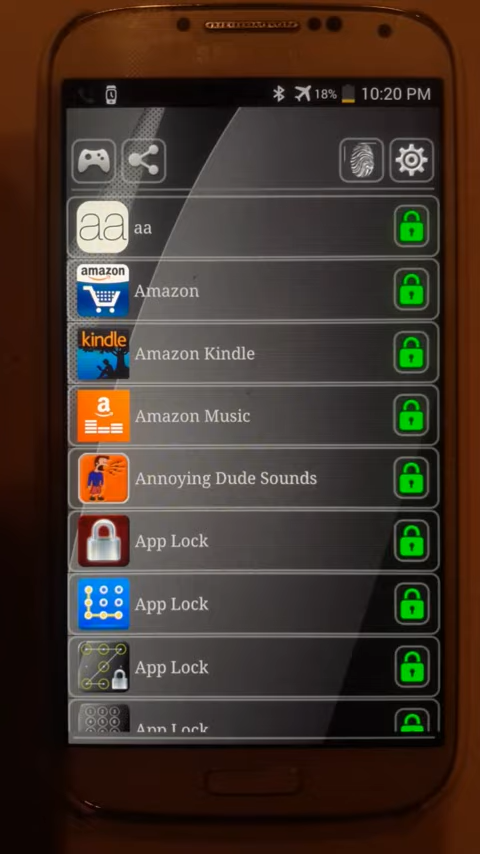 18% 10:20 PM
aa aa
amazon Amazon
kindle Amazon Kindle
a Amazon Music
Annoying Dude Sounds
App Lock
App Lock
App Lock
App Lock